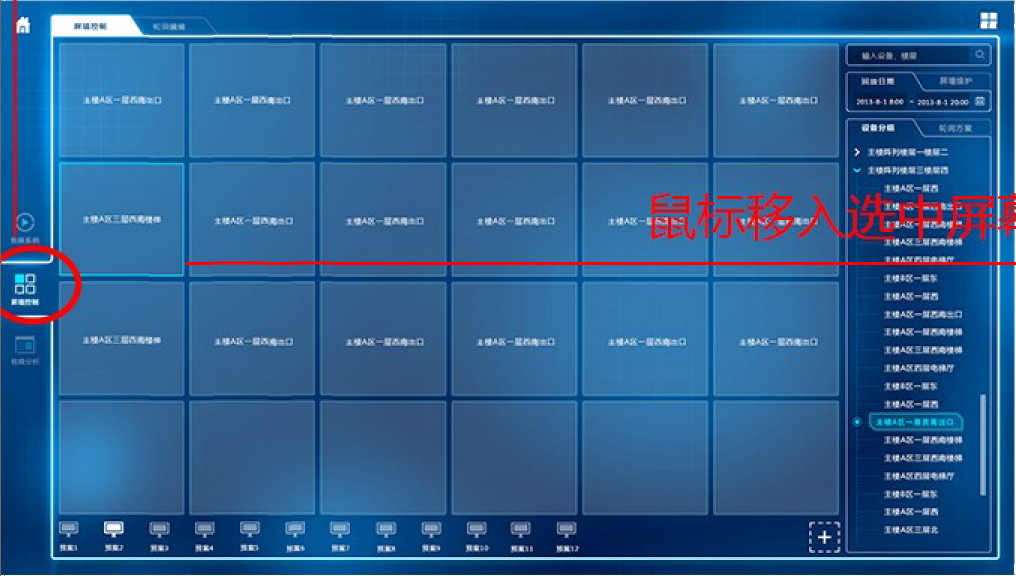 屏墙控制 轮询编辑
主楼A区一层西南出口 主楼A区一层西南出口 主楼A区一层西南出口 主楼A区一层西南出口 主楼A区一层西南出口 主楼A区一层西南出口
主楼A区三层西南楼梯 主楼A区一层西南出口 主楼A区一层西南出口 主楼A区一层西南出口 主楼A区一层西南出口
主楼A区三层西南楼梯 主楼A区一层西南出口 主楼A区一层西南出口 主楼A区一层西南出口 主楼A区一层西南出口 主楼A区一层西南出口
鼠标移入选中屏幕
屏墙控制
预案1 预案2 预案3 预案4 预案5 预案6 预案7 预案8 预案9 预案10 预案11 预案12
输入设备、楼层
回放日期 屏墙维护
2013-8-1 8:00 - 2013-8-1 20:00
设备分组 轮询方案
主楼阵列楼层一楼层二
主楼阵列楼层三楼层四
主楼A区一层西
主楼A区三层西南楼梯
主楼A区四层电梯厅
主楼B区一层东
主楼A区一层西
主楼A区一层西南出口
主楼A区一层西南楼梯
主楼A区三层西南楼梯
主楼A区四层电梯厅
主楼B区一层东
主楼A区一层西
主楼A区一层西南出口
主楼A区一层西南楼梯
主楼A区三层西南楼梯
主楼A区四层电梯厅
主楼B区一层东
主楼A区一层西
主楼A区三层北